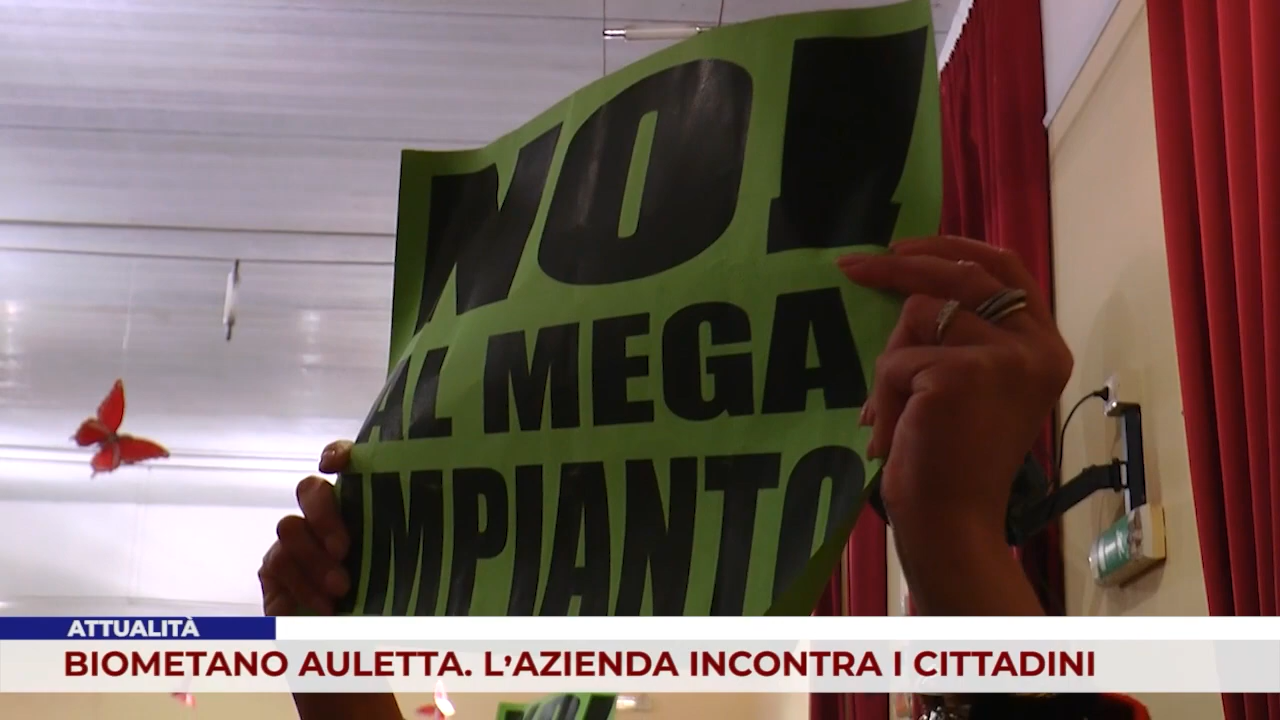 NO!
AL MEGA
IMPIANTO
ATTUALITÀ
BIOMETANO AULETTA. L'AZIENDA INCONTRA I CITTADINI